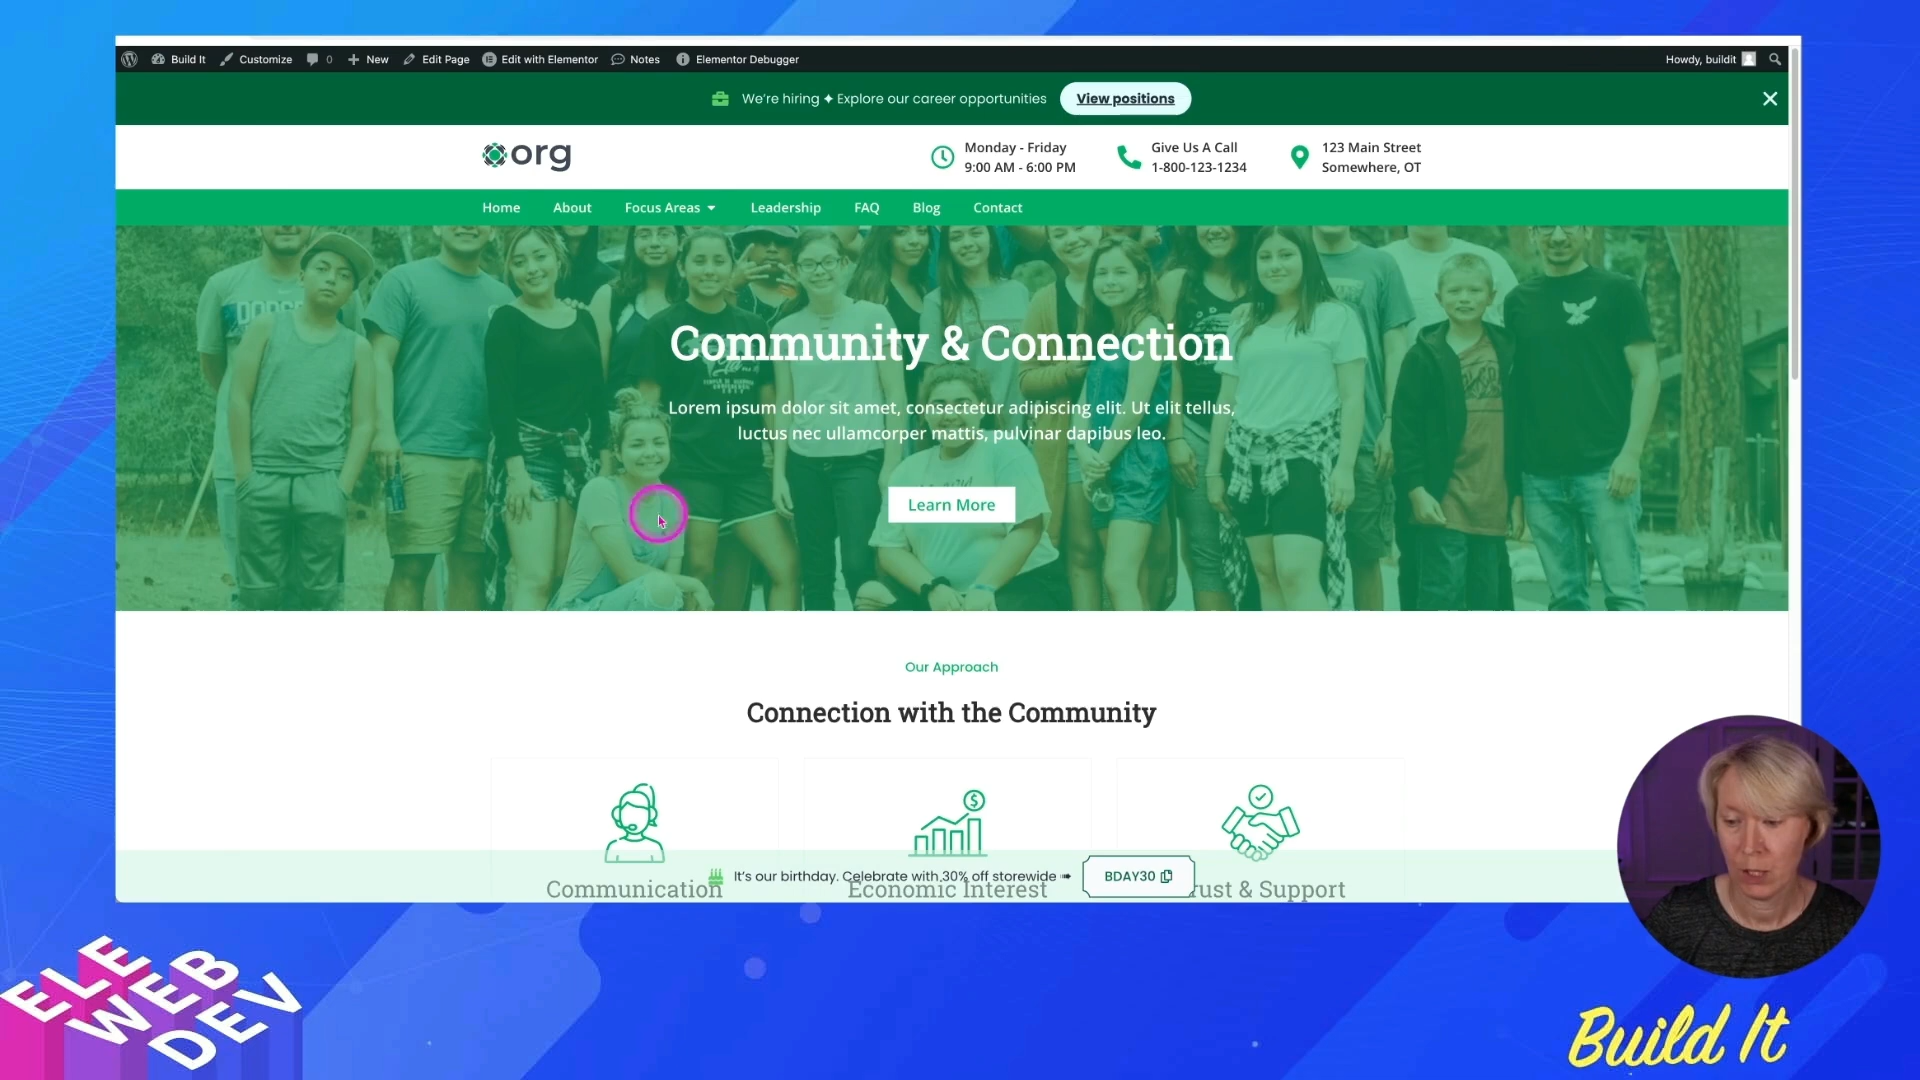 Build It Customize 0 New Edit Page Edit with Elementor Notes Elementor Debugger Howdy, buildit
We're hiring ✦ Explore our career opportunities View positions
org
Monday - Friday
9:00 AM - 6:00 PM
Give Us A Call
1-800-123-1234
123 Main Street
Somewhere, OT
Home About Focus Areas Leadership FAQ Blog Contact
Community & Connection
Lorem ipsum dolor sit amet, consectetur adipiscing elit. Ut elit tellus,
luctus nec ullamcorper mattis, pulvinar dapibus leo.
Learn More
Our Approach
Connection with the Community
It's our birthday. Celebrate with 30% off storewide ➠ BDAY30
Communication Economic Interest rust & Support
ELE
WEB
DEV
Build It